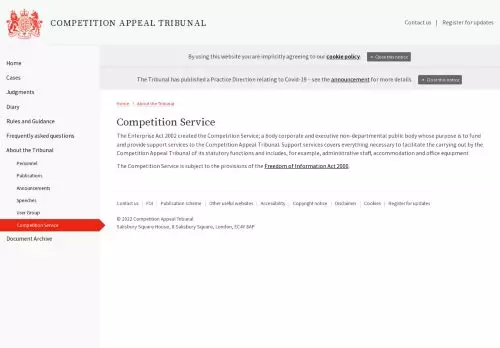 COMPETITION APPEAL TRIBUNAL
Contact us | Register for updates
Home
Cases
Judgments
Diary
Rules and Guidance
Frequently asked questions
About the Tribunal
Personnel
Publications
Announcements
Speeches
User Group
Competition Service
Document Archive
By using this website you are implicitly agreeing to our cookie policy. × Close this notice
The Tribunal has published a Practice Direction relating to Covid-19 – see the announcement for more details. × Close this notice
Home › About the Tribunal
Competition Service
The Enterprise Act 2002 created the Competition Service; a body corporate and executive non-departmental public body whose purpose is to fund
and provide support services to the Competition Appeal Tribunal. Support services covers everything necessary to facilitate the carrying out by the
Competition Appeal Tribunal of its statutory functions and includes, for example, administrative staff, accommodation and office equipment.
The Competition Service is subject to the provisions of the Freedom of Information Act 2000.
Contact us | FOI | Publication scheme | Other useful websites | Accessibility | Copyright notice | Disclaimer | Cookies | Register for updates
© 2022 Competition Appeal Tribunal
Salisbury Square House, 8 Salisbury Square, London, EC4Y 8AP